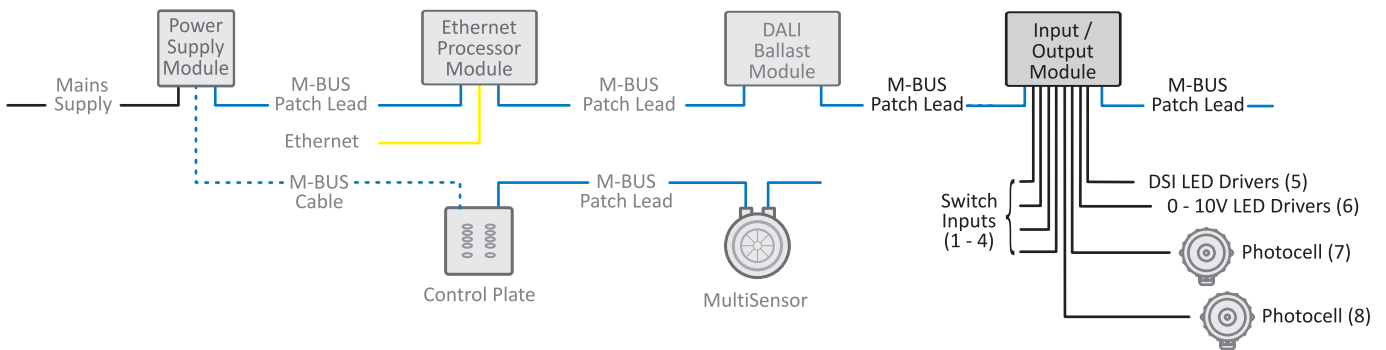 Power
Supply
Module
Ethernet
Processor
Module
DALI
Ballast
Module
Input /
Output
Module
Mains
Supply
M-BUS
Patch Lead
M-BUS
Patch Lead
M-BUS
Patch Lead
M-BUS
Patch Lead
Ethernet
M-BUS
Cable
M-BUS
Patch Lead
Switch
Inputs
(1 - 4)
DSI LED Drivers (5)
0 - 10V LED Drivers (6)
Photocell (7)
Photocell (8)
Control Plate
MultiSensor